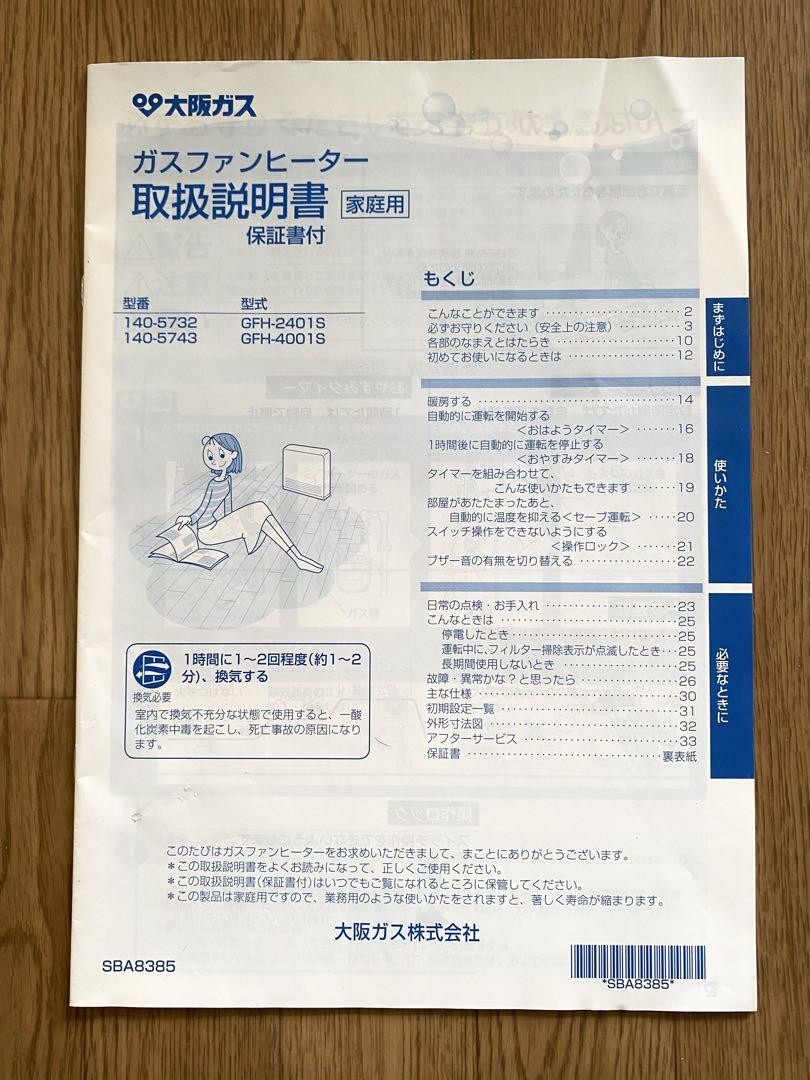 大阪ガス
ガスファンヒーター
取扱説明書 家庭用
保証書付
型番 型式
140-5732 GFH-2401S
140-5743 GFH-4001S
もくじ
こんなことができます ………… 2
必ずお守りください（安全上の注意） ………… 3
各部のなまえとはたらき ………… 10
初めてお使いになるときは ………… 12
まずはじめに
暖房する ………… 14
自動的に運転を開始する
＜おはようタイマー＞ ………… 16
1時間後に自動的に運転を停止する
＜おやすみタイマー＞ ………… 18
タイマーを組み合わせて、
こんな使いかたもできます ………… 19
部屋があたたまったあと、
自動的に温度を抑える＜セーブ運転＞ ……20
スイッチ操作をできないようにする
＜操作ロック＞ ………21
ブザー音の有無を切り替える ………… 22
使いかた
日常の点検・お手入れ ………… 23
こんなときは ………… 25
停電したとき ………… 25
運転中に、フィルター掃除表示が点滅したとき…25
長期間使用しないとき ………… 25
故障・異常かな？と思ったら ………… 26
主な仕様 ………… 30
初期設定一覧 ………… 31
外形寸法図 ………… 32
アフターサービス ………… 33
保証書 ………… 裏表紙
必要なときに
換気必要
1時間に1〜2回程度(約1〜2
分)、換気する
室内で換気不充分な状態で使用すると、一酸
化炭素中毒を起こし、死亡事故の原因になり
ます。
このたびはガスファンヒーターをお求めいただきまして、まことにありがとうございます。
＊この取扱説明書をよくお読みになって、正しくご使用ください。
＊この取扱説明書(保証書付)はいつでもご覧になれるところに保管してください。
＊この製品は家庭用ですので、業務用のような使いかたをされますと、著しく寿命が縮まります。
大阪ガス株式会社
SBA8385
*SBA8385*